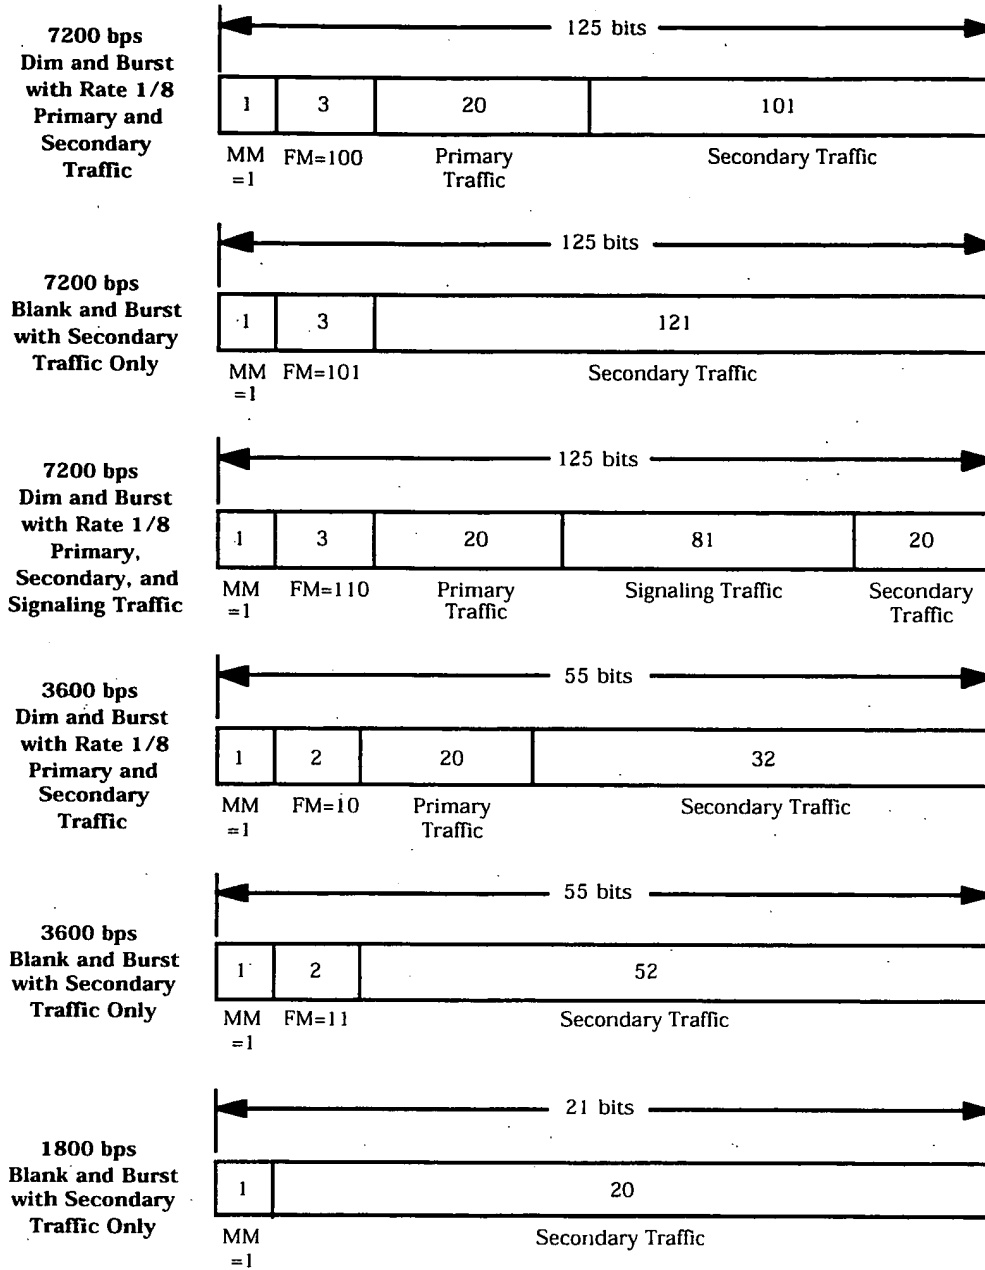 125 bits
7200 bps
Dim and Burst
with Rate 1/8
Primary and
Secondary
Traffic
1 3 20 101
MM
=1
FM=100
Primary
Traffic
Secondary Traffic
125 bits
7200 bps
Blank and Burst
with Secondary
Traffic Only
1 3 121
MM
=1
FM=101
Secondary Traffic
125 bits
7200 bps
Dim and Burst
with Rate 1/8
Primary,
Secondary, and
Signaling Traffic
1 3 20 81 20
MM
=1
FM=110
Primary
Traffic
Signaling Traffic
Secondary
Traffic
55 bits
3600 bps
Dim and Burst
with Rate 1/8
Primary and
Secondary
Traffic
1 2 20 32
MM
=1
FM=10
Primary
Traffic
Secondary Traffic
55 bits
3600 bps
Blank and Burst
with Secondary
Traffic Only
1 2 52
MM
=1
FM=11
Secondary Traffic
21 bits
1800 bps
Blank and Burst
with Secondary
Traffic Only
1 20
MM
=1
Secondary Traffic